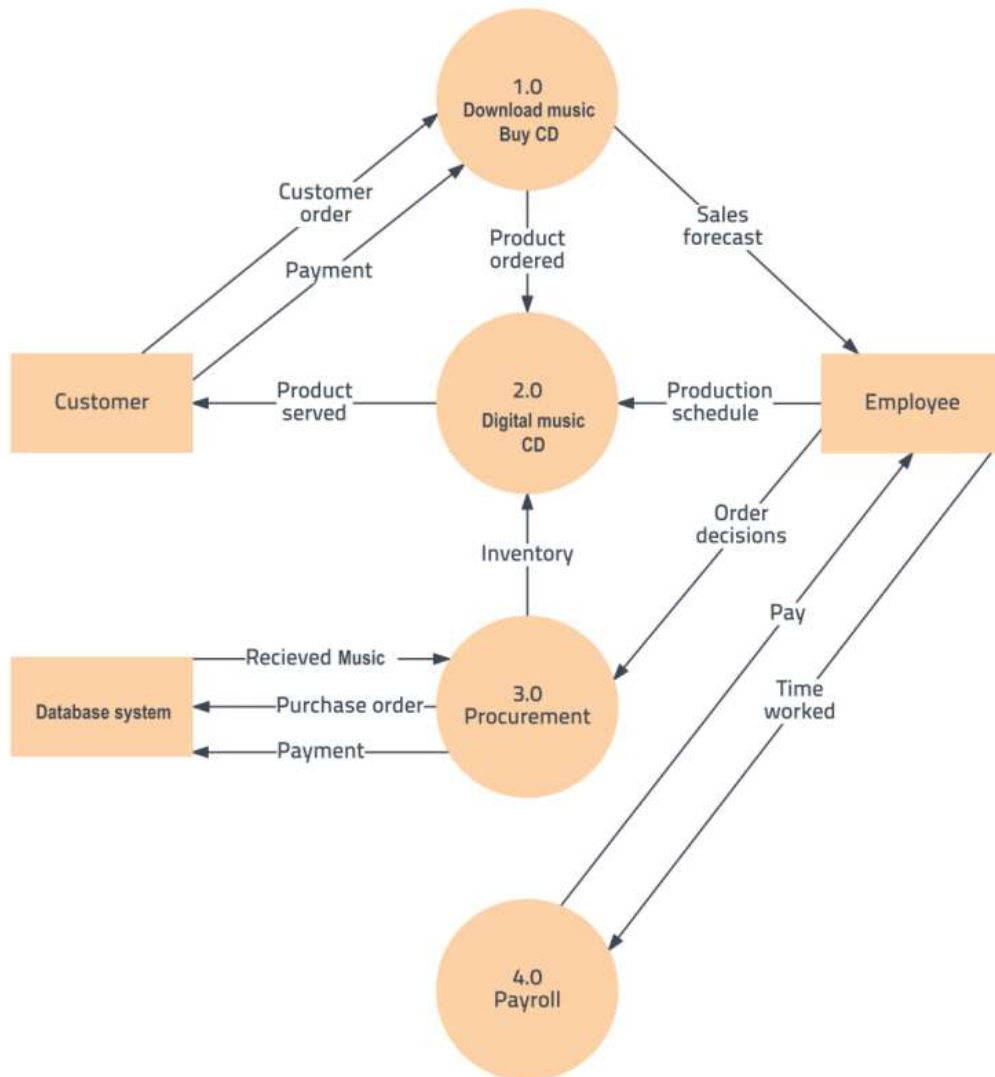 1.0
Download music
Buy CD
Customer
order
Payment
Product
ordered
Sales
forecast
Customer
Product
served
2.0
Digital music
CD
Production
schedule
Employee
Order
decisions
Inventory
Pay
Time
worked
Recieved Music
Purchase order
Payment
Database system
3.0
Procurement
4.0
Payroll